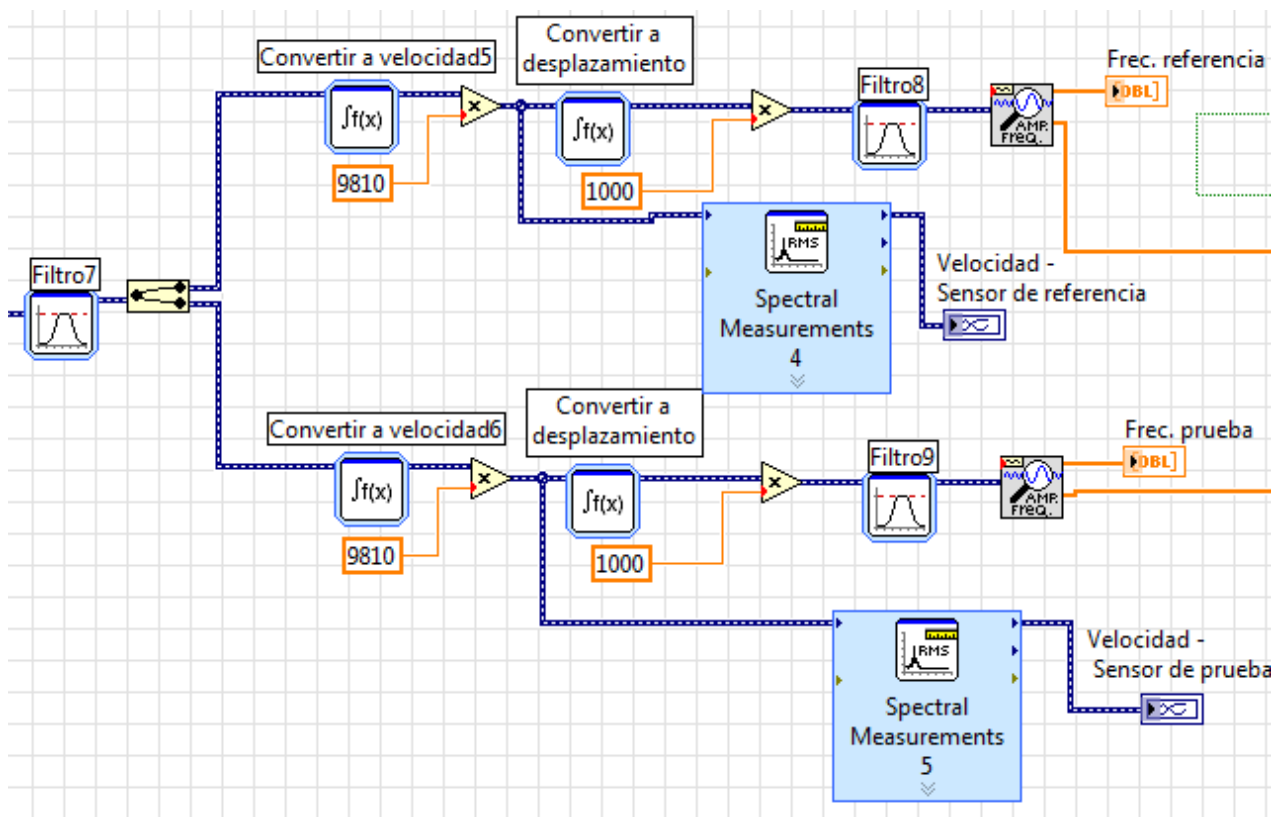 Convertir a velocidad5
∫f(x)
9810
Convertir a
desplazamiento
∫f(x)
1000
Filtro8
AMP.
Freq.
Frec. referencia
DBL]
RMS
Spectral
Measurements
4
Velocidad -
Sensor de referencia
Filtro7
Convertir a velocidad6
∫f(x)
9810
Convertir a
desplazamiento
∫f(x)
1000
Filtro9
AMP.
Freq.
Frec. prueba
DBL]
RMS
Spectral
Measurements
5
Velocidad -
Sensor de prueba